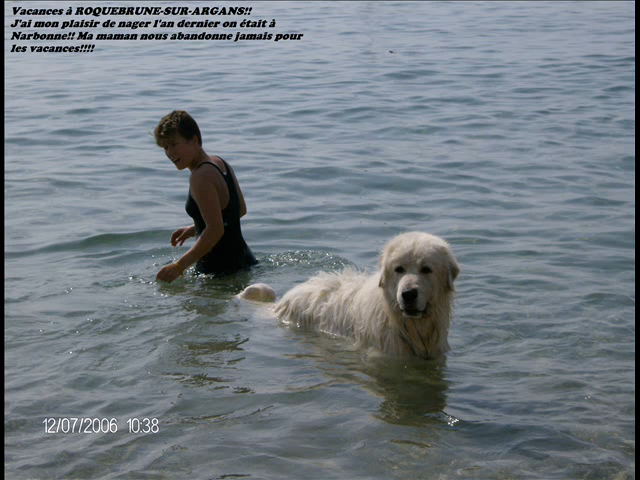 Vacances à ROQUEBRUNE-SUR-ARGANS!!
J'ai mon plaisir de nager l'an dernier on était à
Narbonne!! Ma maman nous abandonne jamais pour
les vacances!!!!
12/07/2006 10:38